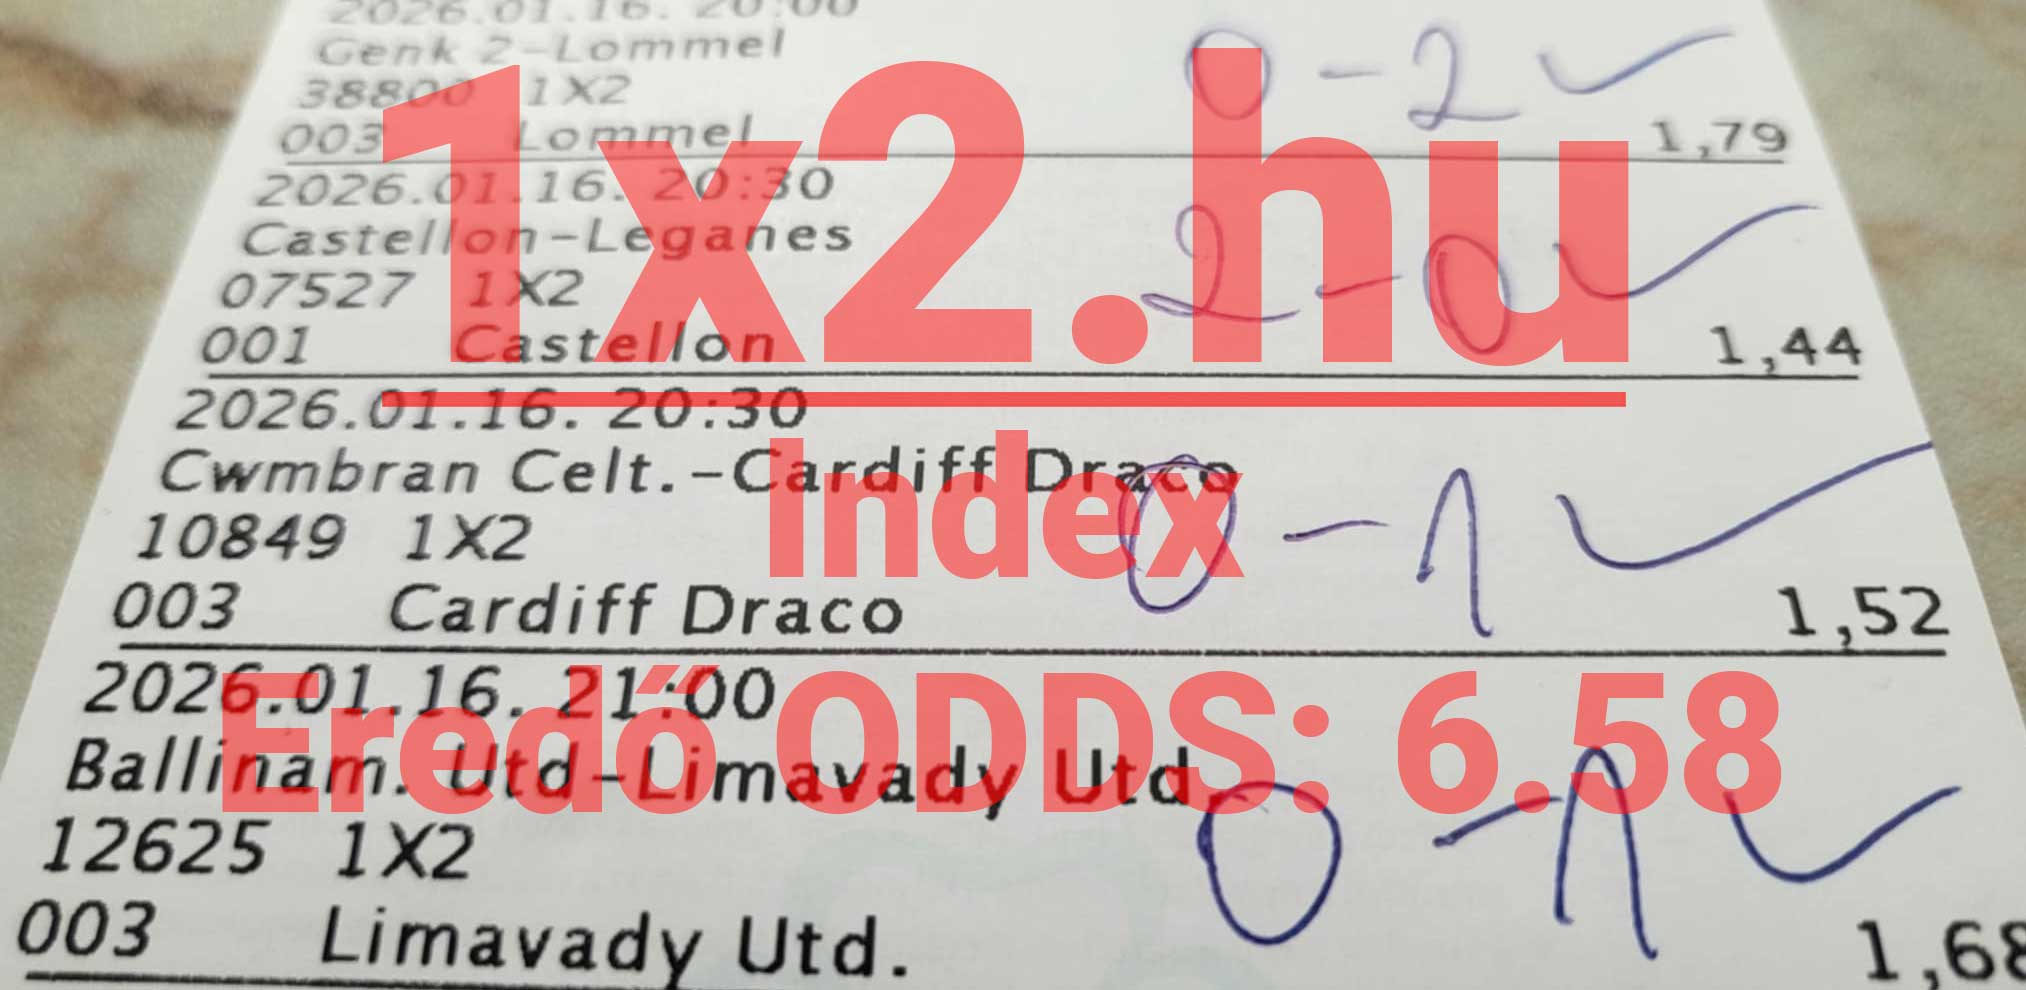 2026.01.16. 20:00
Genk 2-Lommel
38800 1X2
0-2
003 Lommel
1,79
2026.01.16. 20:30
Castellon-Leganes
07527 1X2
2-0
001 Castellon
1,44
2026.01.16. 20:30
Cwmbran Celt.-Cardiff Draco
10849 1X2
0-1
003 Cardiff Draco
1,52
2026.01.16. 21:00
Ballinam. Utd-Limavady Utd.
12625 1X2
0-1
003 Limavady Utd.
1,68
1x2.hu
Index
Eredő ODDS: 6.58